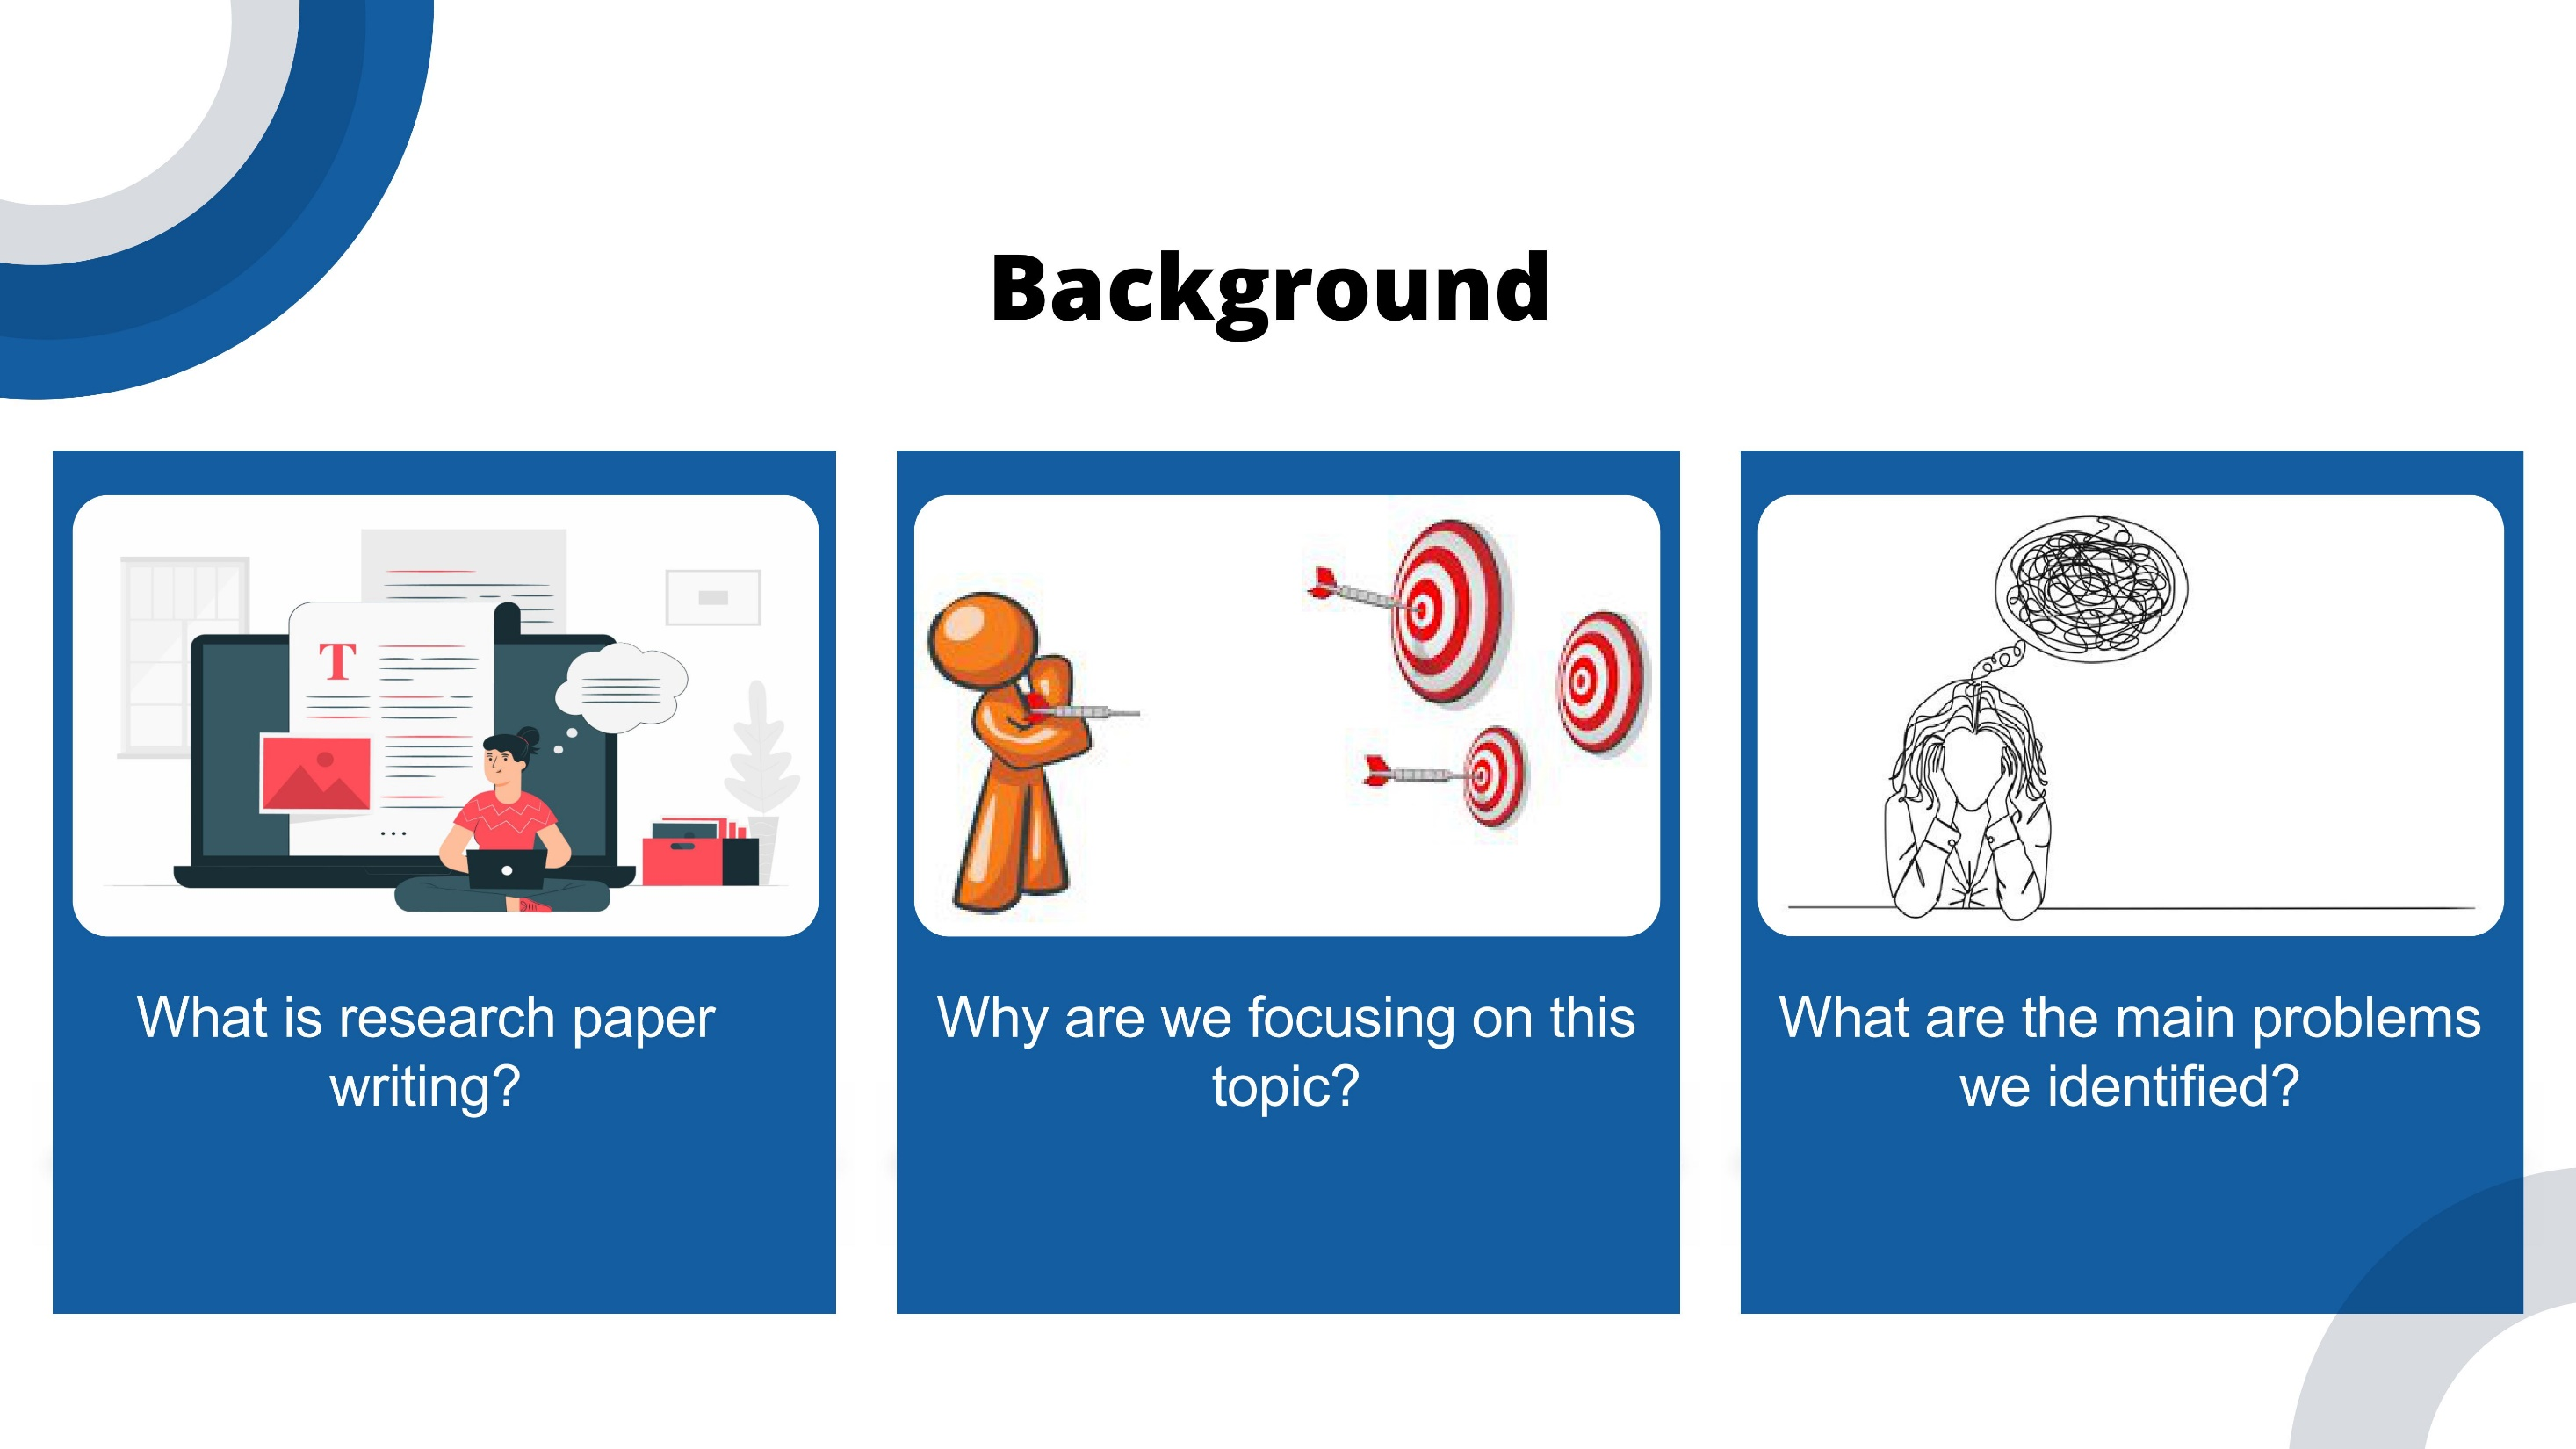 Background
T
What is research paper
writing?
Why are we focusing on this
topic?
What are the main problems
we identified?